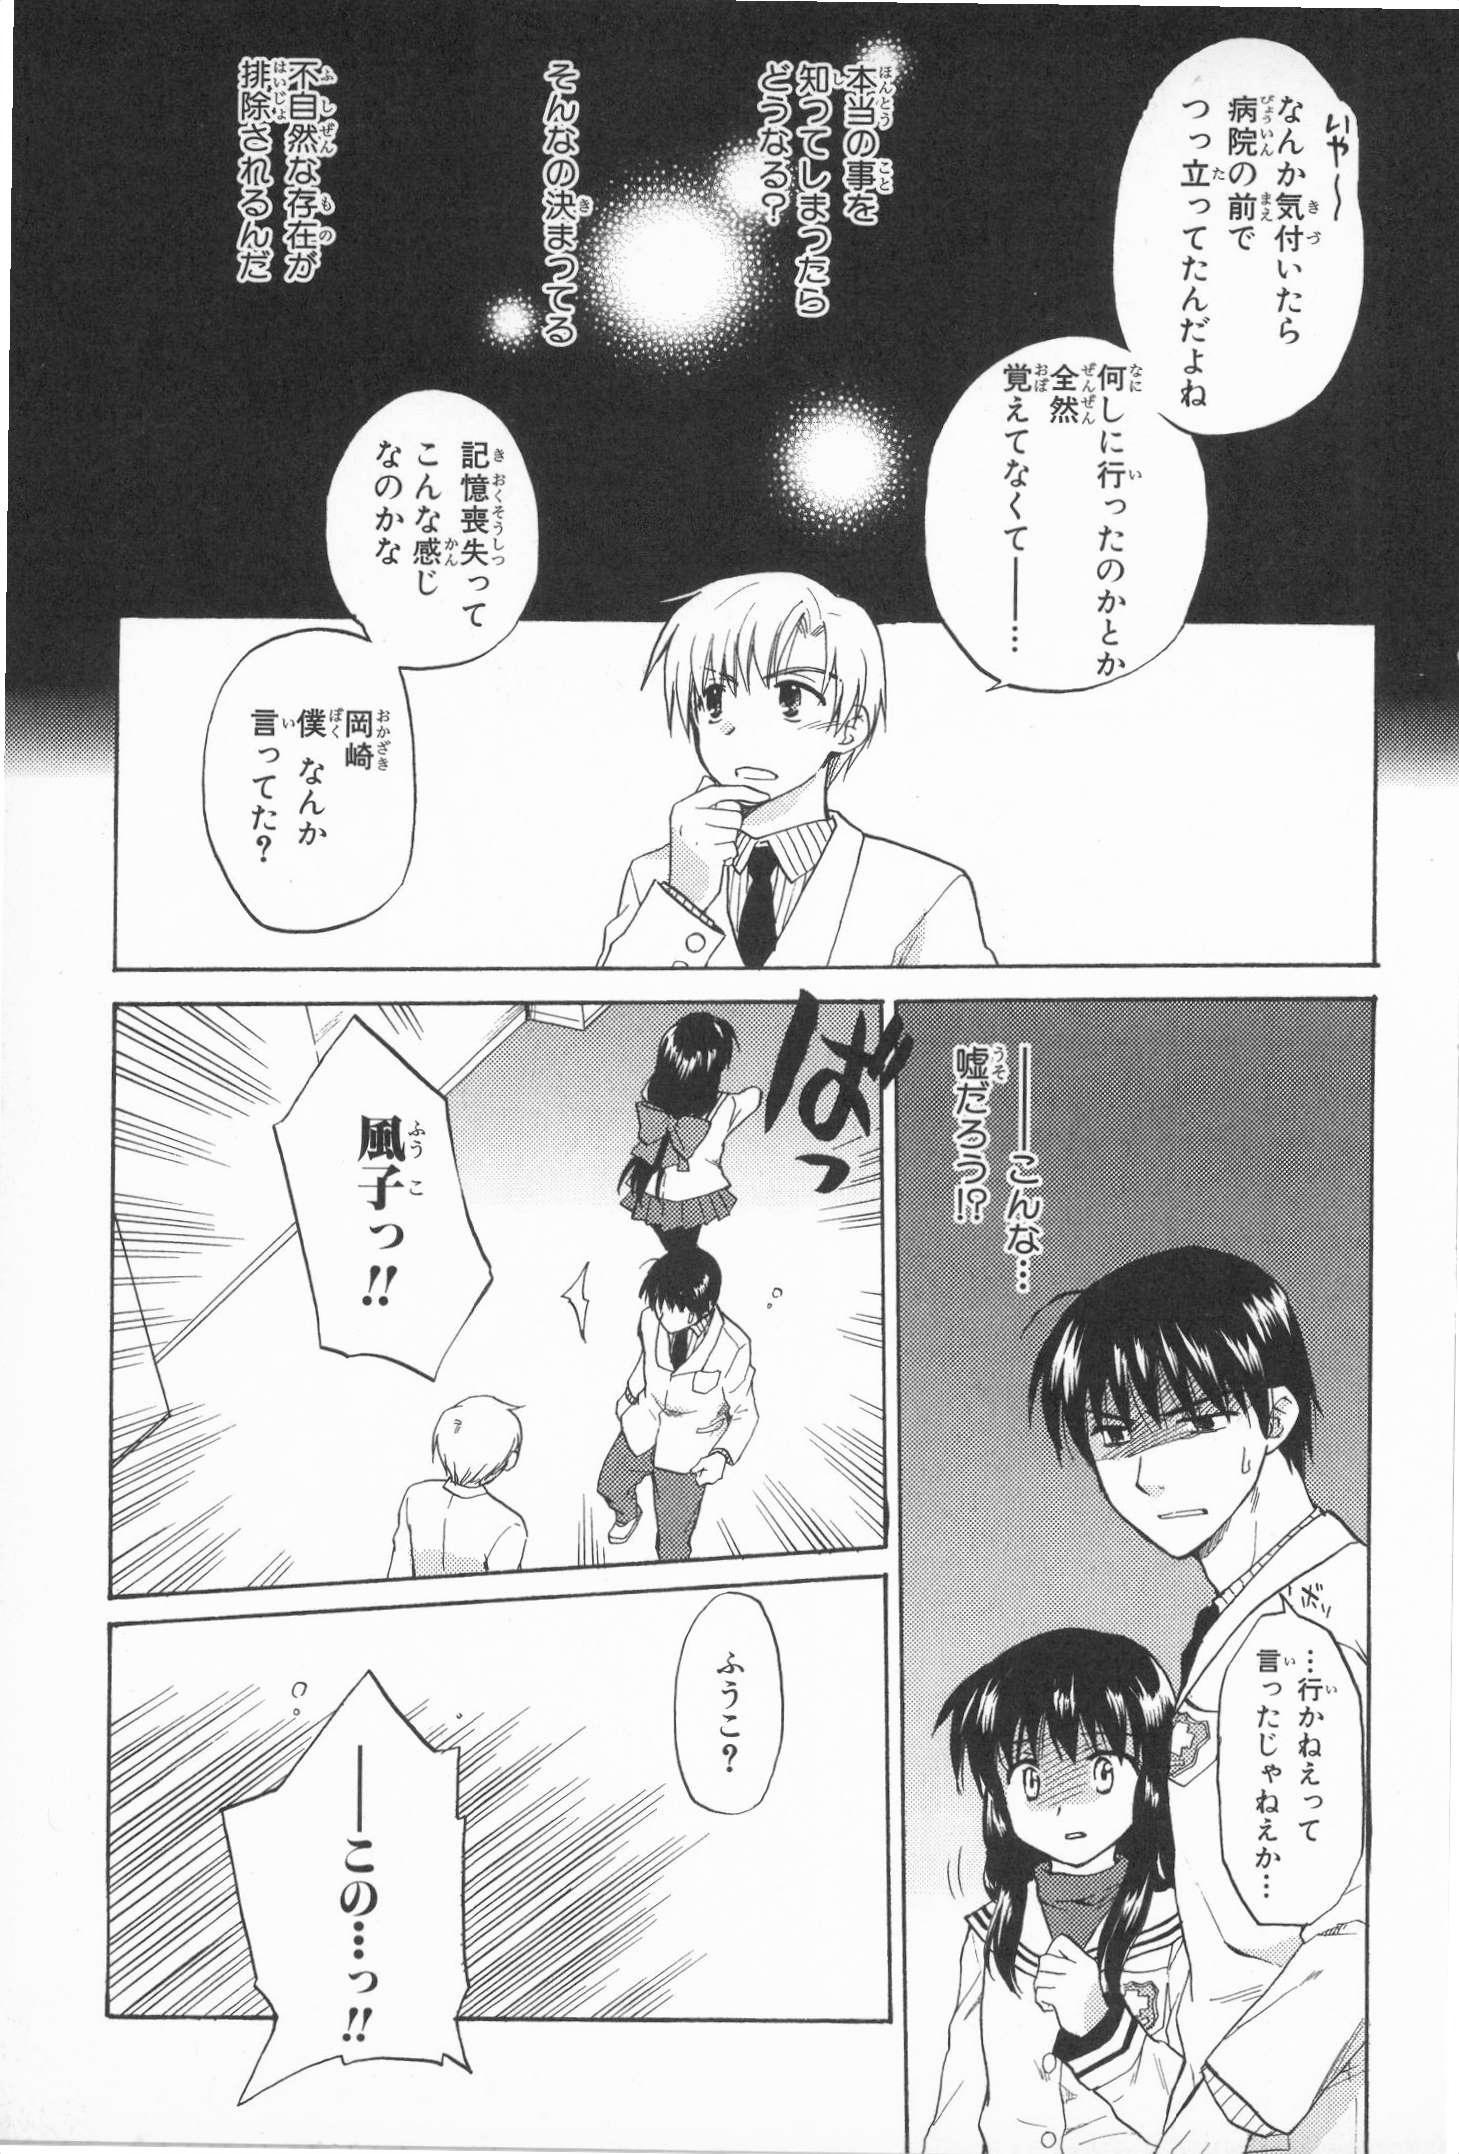 いや〜
なんか気付いたら
病院の前で
つっ立ってたんだよね
何しに行ったのかとか
全然
覚えてなくて――…
本当の事を
知ってしまったら
どうなる？
そんなの決まってる
不自然な存在が
排除されるんだ
記憶喪失って
こんな感じ
なのかな
岡崎
僕 なんか
言ってた？
――こんな…
嘘だろう!?
ボソッ
…行かねえって
言ったじゃねえか…
ばっ
風子っ!!
ふうこ？
――この…っ!!